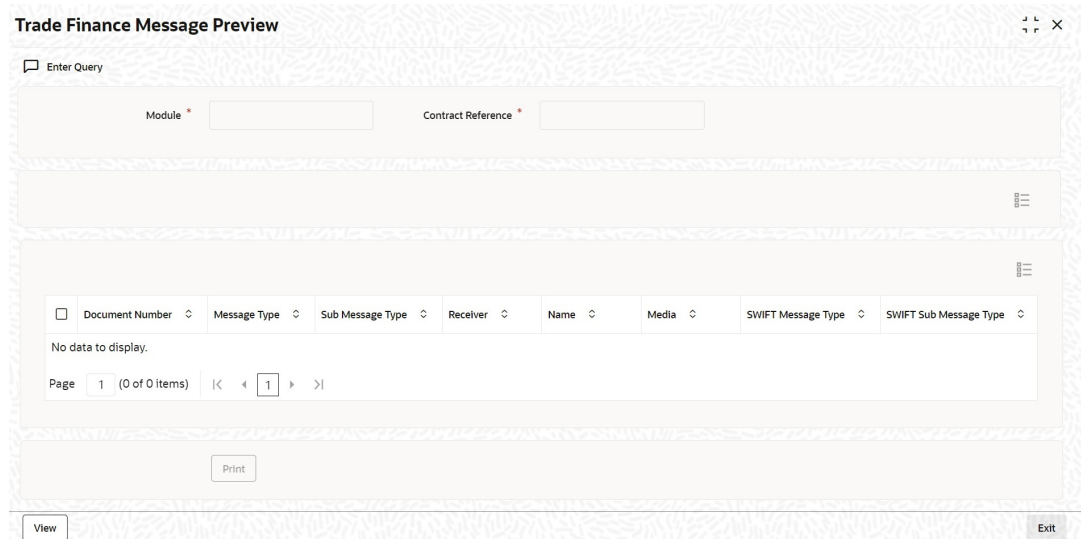 Trade Finance Message Preview
Enter Query
Module * Contract Reference *
Document Number Message Type Sub Message Type Receiver Name Media SWIFT Message Type SWIFT Sub Message Type
No data to display.
Page 1 (0 of 0 items) 1
Print
View Exit